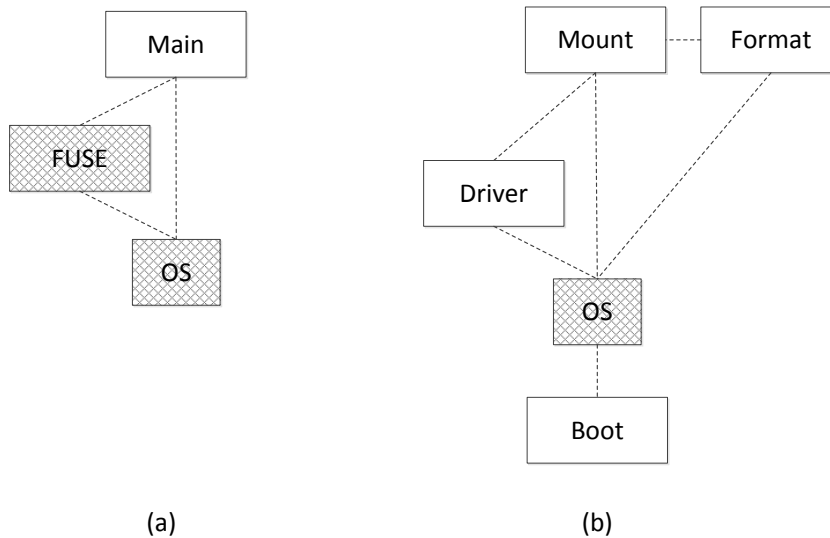 Main
FUSE
OS
(a)
Mount
Format
Driver
OS
Boot
(b)